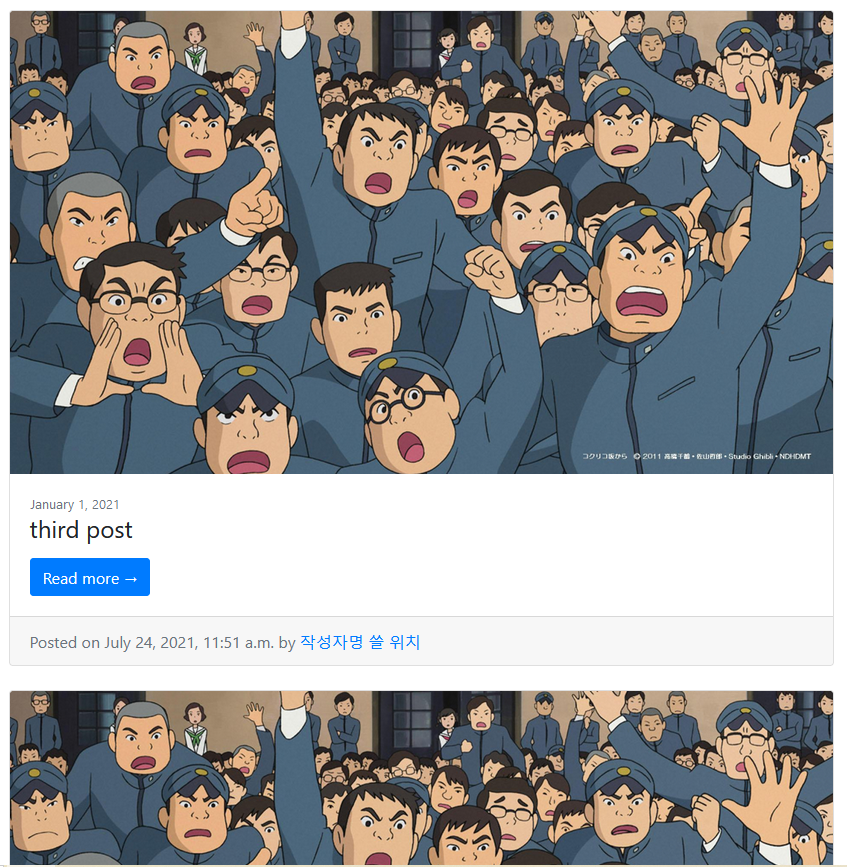 コクリコ坂から © 2011 高橋千鶴・佐山哲郎・Studio Ghibli・NDHDMT
January 1, 2021
third post
Read more →
Posted on July 24, 2021, 11:51 a.m. by 작성자명 쓸 위치